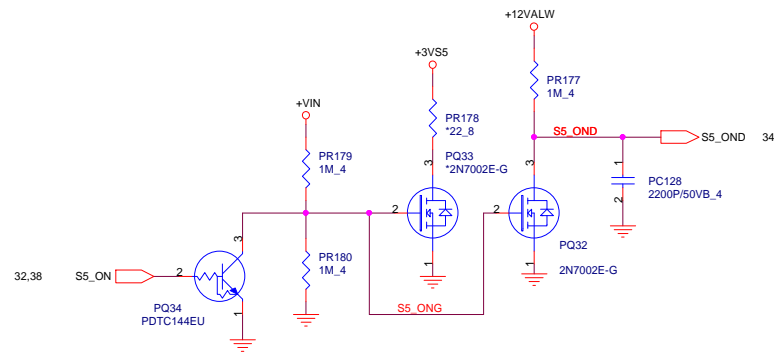 +12VALW
+3VS5
PR177
1M_4
+VIN
PR178
*22_8
S5_OND
S5_OND 34
3
PQ33
3
1
PR179
1M_4
*2N7002E-G
PC128
2200P/50VB_4
2
2
2
PQ32
3
PR180
1M_4
1
1
2N7002E-G
32,38 S5_ON
2
S5_ONG
PQ34
PDTC144EU
1